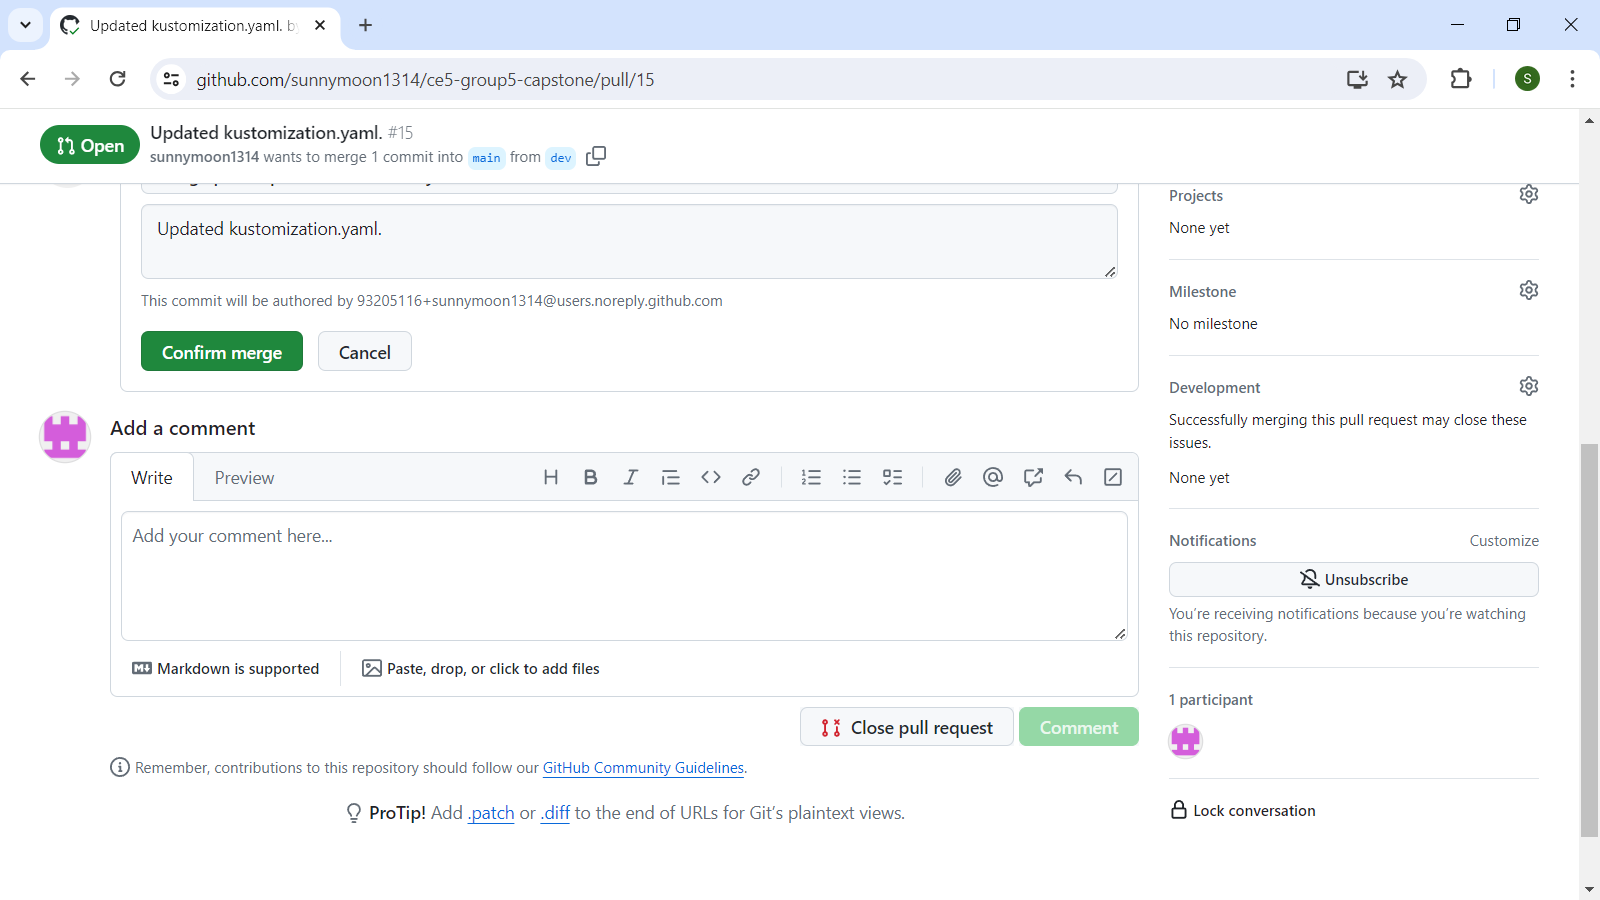 Updated kustomization.yaml. by
github.com/sunnymoon1314/ce5-group5-capstone/pull/15
S
Open
Updated kustomization.yaml. #15
sunnymoon1314 wants to merge 1 commit into main from dev
Updated kustomization.yaml.
This commit will be authored by 93205116+sunnymoon1314@users.noreply.github.com
Confirm merge
Cancel
Add a comment
Write
Preview
Add your comment here...
Markdown is supported
Paste, drop, or click to add files
Close pull request
Comment
Remember, contributions to this repository should follow our GitHub Community Guidelines.
ProTip! Add .patch or .diff to the end of URLs for Git's plaintext views.
Projects
None yet
Milestone
No milestone
Development
Successfully merging this pull request may close these
issues.
None yet
Notifications
Customize
Unsubscribe
You're receiving notifications because you're watching
this repository.
1 participant
Lock conversation